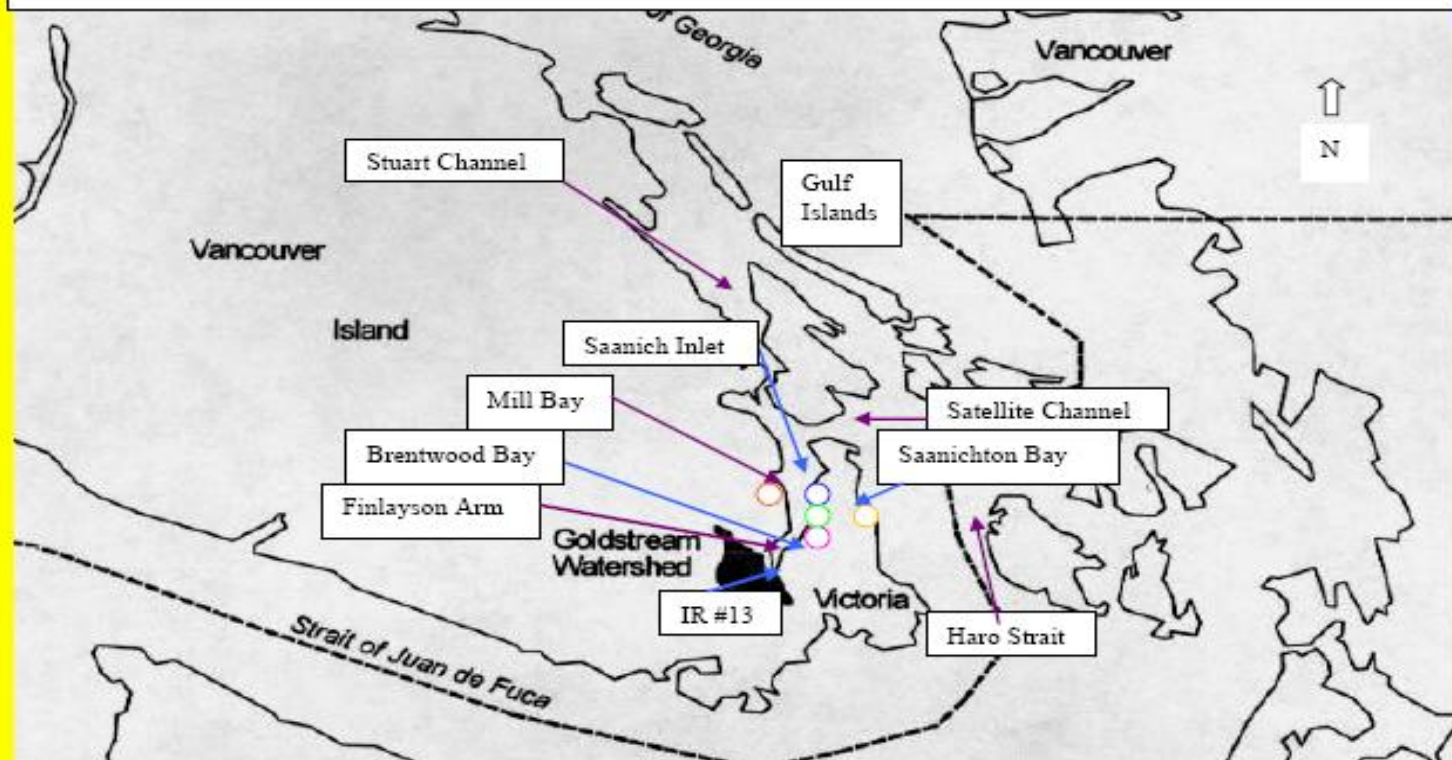 of Georgia
Vancouver
N
Stuart Channel
Gulf
Islands
Vancouver
Island
Saanich Inlet
Mill Bay
Satellite Channel
Brentwood Bay
Saanichton Bay
Finlayson Arm
Goldstream
Watershed
IR #13
Victoria
Haro Strait
Strait of Juan de Fuca